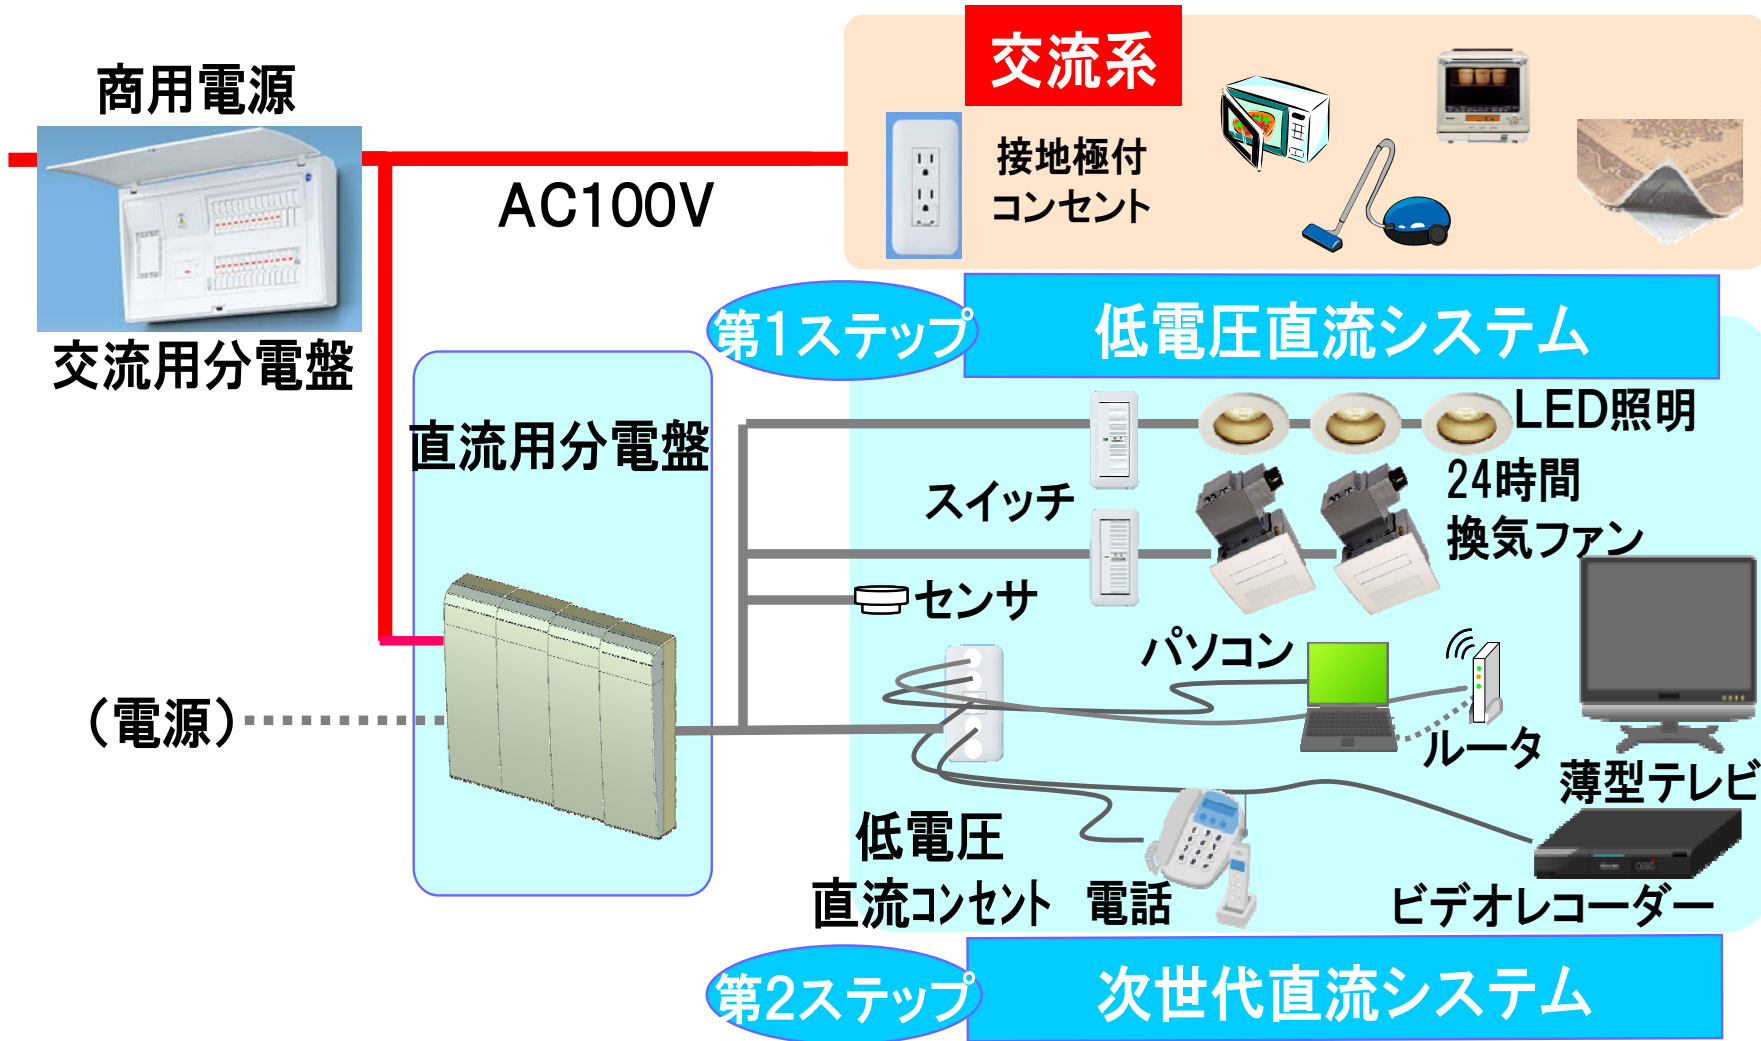 商用電源
交流用分電盤
AC100V
交流系
接地極付
コンセント
第1ステップ
低電圧直流システム
直流用分電盤
(電源)
LED照明
スイッチ
24時間
換気ファン
センサ
パソコン
ルータ
薄型テレビ
低電圧
直流コンセント
電話
ビデオレコーダー
第2ステップ
次世代直流システム